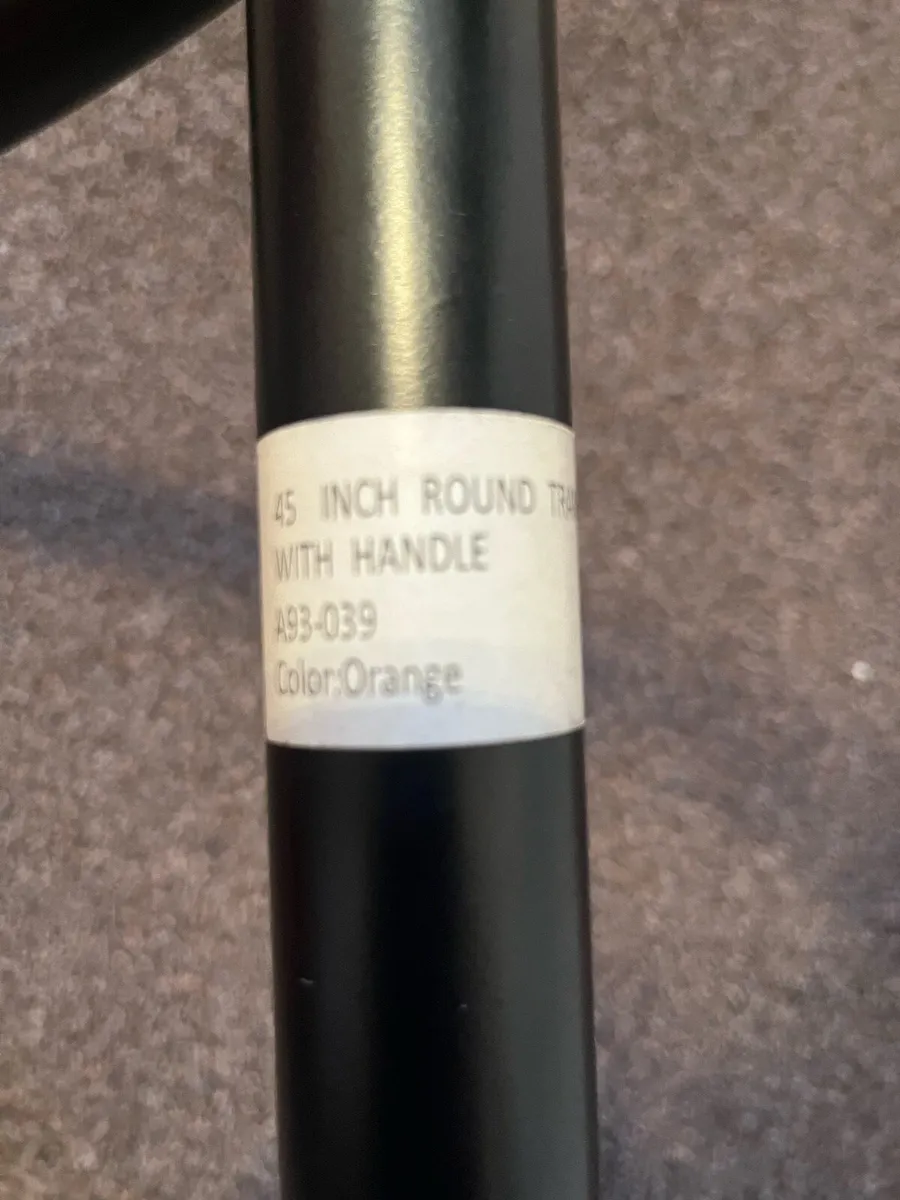 45 INCH ROUND
WITH HANDLE
A93-039
Color:Orange